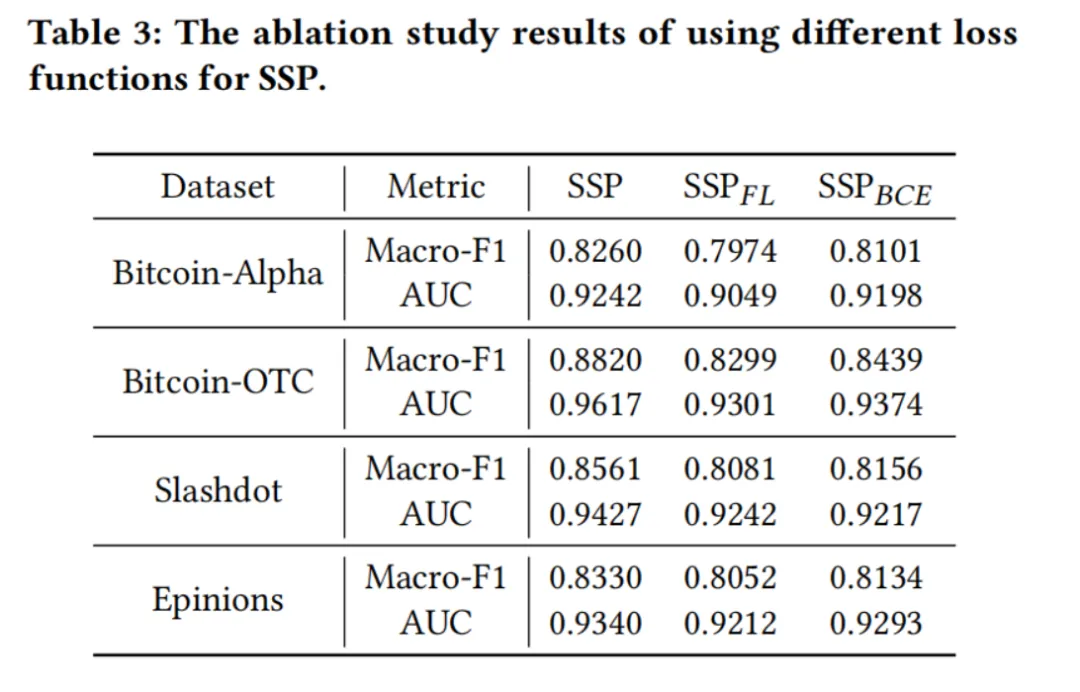 Table 3: The ablation study results of using different loss
functions for SSP.
Dataset Metric SSP SSP_FL SSP_BCE
Bitcoin-Alpha Macro-F1 0.8260 0.7974 0.8101
AUC 0.9242 0.9049 0.9198
Bitcoin-OTC Macro-F1 0.8820 0.8299 0.8439
AUC 0.9617 0.9301 0.9374
Slashdot Macro-F1 0.8561 0.8081 0.8156
AUC 0.9427 0.9242 0.9217
Epinions Macro-F1 0.8330 0.8052 0.8134
AUC 0.9340 0.9212 0.9293